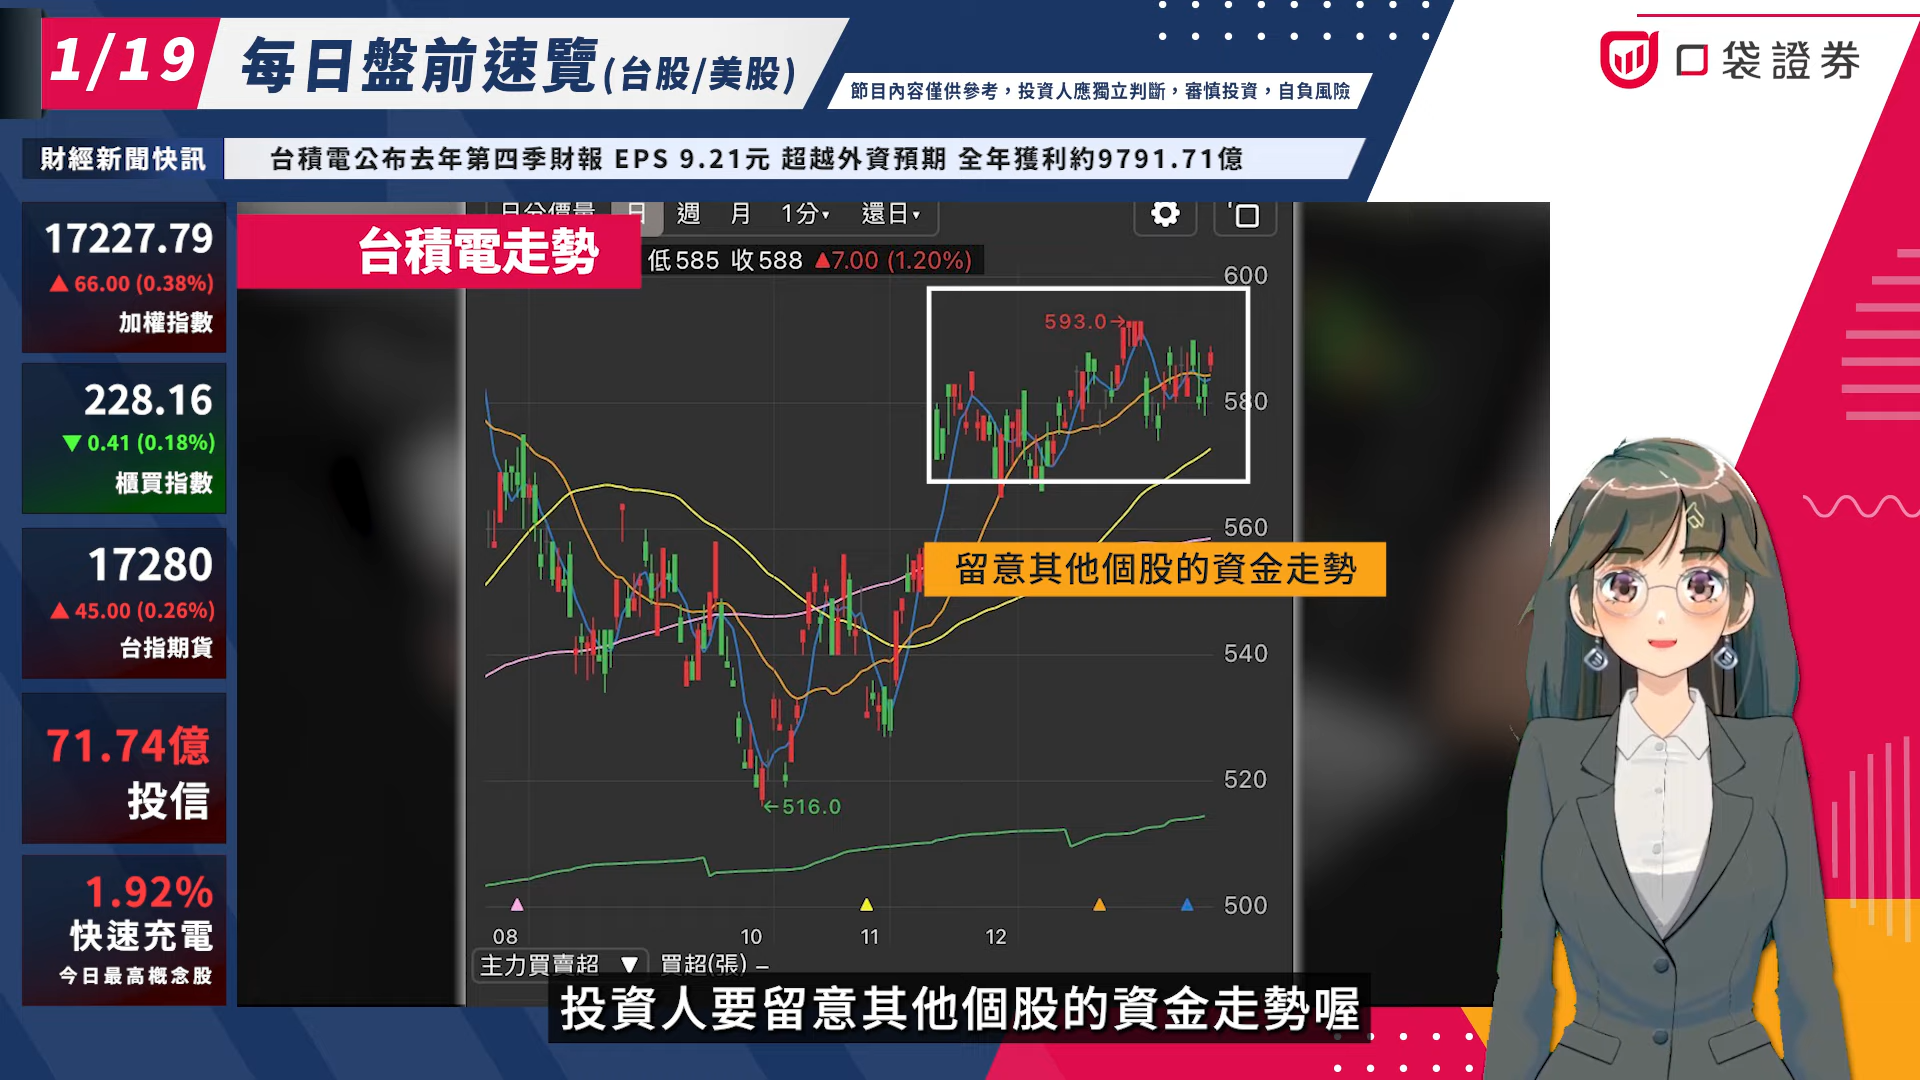 1/19
每日盤前速覽(台股/美股)
節目內容僅供參考，投資人應獨立判斷，審慎投資，自負風險
口袋證券
財經新聞快訊
台積電公布去年第四季財報 EPS 9.21元 超越外資預期 全年獲利約9791.71億
17227.79
▲ 66.00 (0.38%)
加權指數
228.16
▼ 0.41 (0.18%)
櫃買指數
17280
▲ 45.00 (0.26%)
台指期貨
71.74億
投信
1.92%
快速充電
今日最高概念股
日 週 月 1分▾ 還日▾
台積電走勢
低585 收588 ▲7.00 (1.20%)
600
593.0→
580
560
留意其他個股的資金走勢
540
520
←516.0
500
08 10 11 12
主力買賣超 ▼ 買超(張) –
投資人要留意其他個股的資金走勢喔